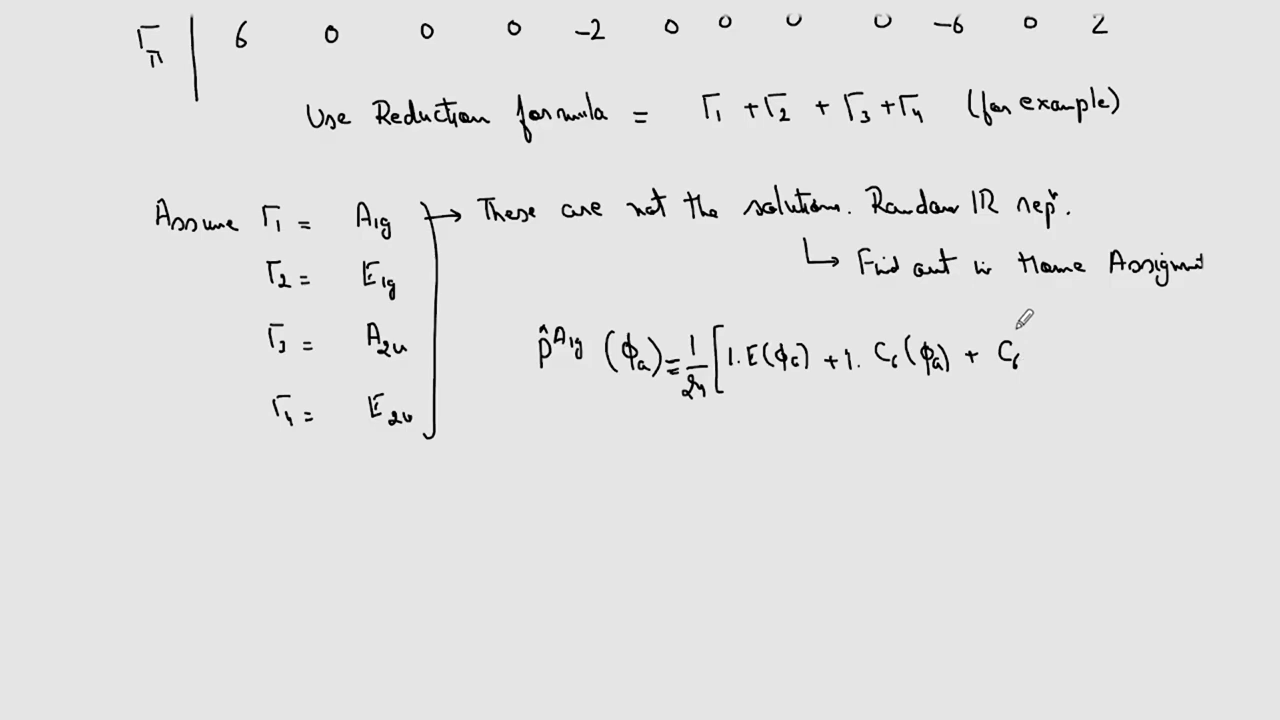 Γπ | 6 0 0 0 -2 0 0 0 0 -6 0 2
Use Reduction formula = Γ1 + Γ2 + Γ3 + Γ4 (for example)
Assume Γ1 = A1g → These are not the solutions. Random IR rep^r.
Γ2 = E1g ↳ Find out in Home Assignment
Γ3 = A2u
P̂^A1g (ϕa) = 1/24 [1.E(ϕa) + 1. C6(ϕa) + C6
Γ4 = E2u